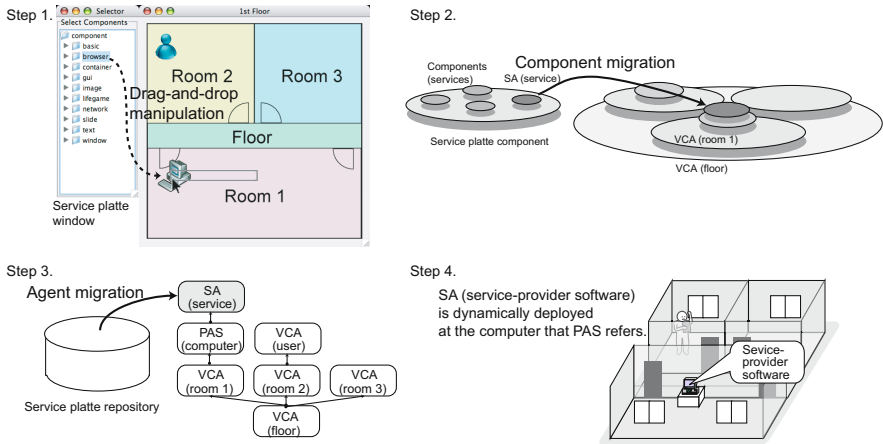 Step 1.
Selector
Select Components
component
basic
browser
container
gui
image
lifegame
network
slide
text
window
Service platte
window
1st Floor
Room 2
Room 3
Drag-and-drop
manipulation
Floor
Room 1
Step 2.
Component migration
Components
(services)
SA (service)
Service platte component
VCA (room 1)
VCA (floor)
Step 3.
Agent migration
SA
(service)
PAS
(computer)
VCA
(user)
VCA
(room 1)
VCA
(room 2)
VCA
(room 3)
VCA
(floor)
Service platte repository
Step 4.
SA (service-provider software)
is dynamically deployed
at the computer that PAS refers.
Sevice-
provider
software